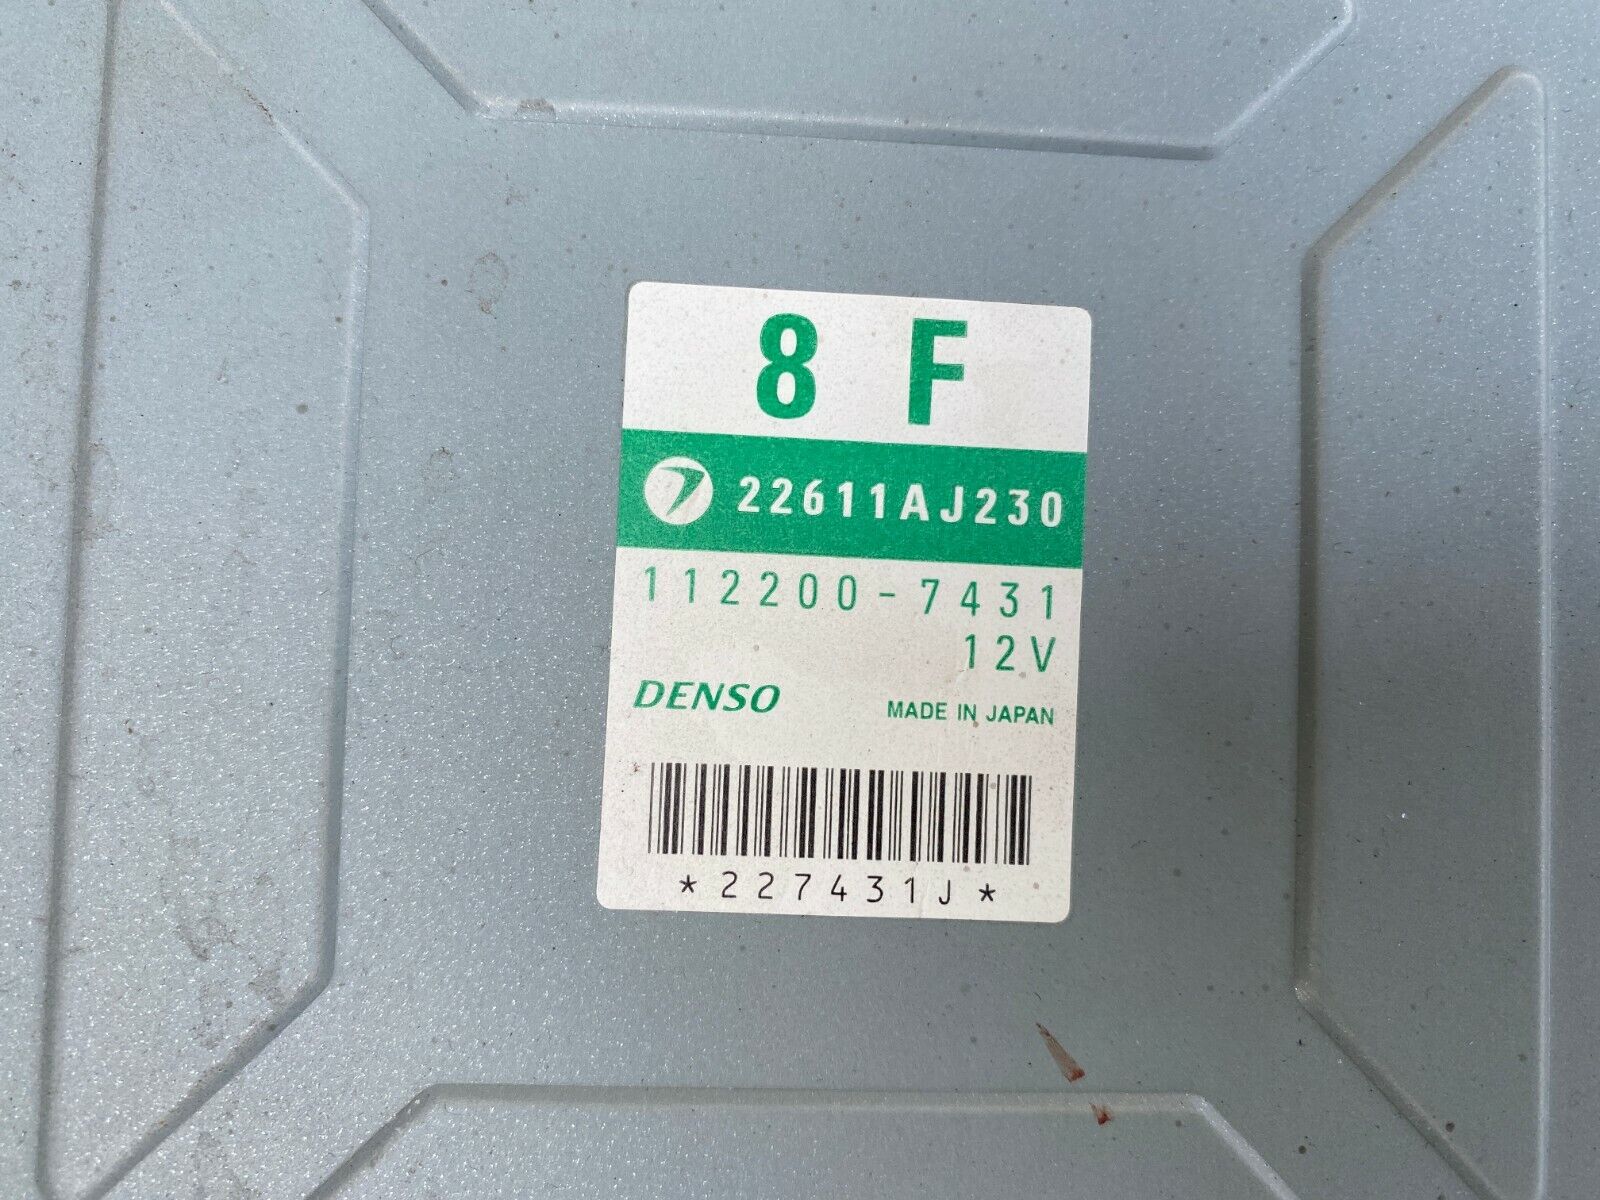 8 F
22611AJ230
112200-7431
12V
DENSO MADE IN JAPAN
*227431J*